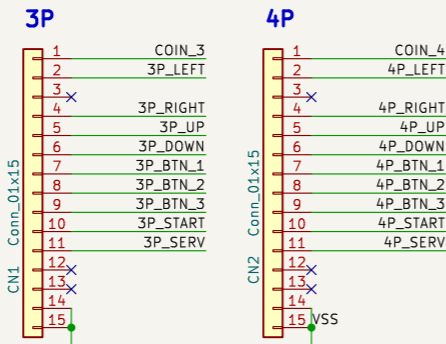 3P
1 COIN_3
2 3P_LEFT
3
4 3P_RIGHT
5 3P_UP
6 3P_DOWN
7 3P_BTN_1
8 3P_BTN_2
9 3P_BTN_3
10 3P_START
11 3P_SERV
12
13
14
15
CN1 Conn_01x15
4P
1 COIN_4
2 4P_LEFT
3
4 4P_RIGHT
5 4P_UP
6 4P_DOWN
7 4P_BTN_1
8 4P_BTN_2
9 4P_BTN_3
10 4P_START
11 4P_SERV
12
13
14
15 VSS
CN2 Conn_01x15